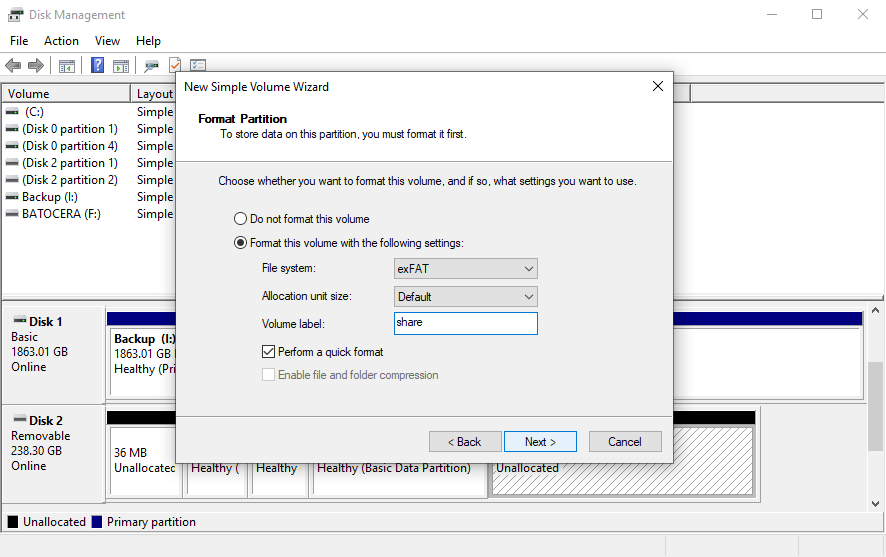 Disk Management
File Action View Help
Volume Layout
(C:) Simple
(Disk 0 partition 1) Simple
(Disk 0 partition 4) Simple
(Disk 2 partition 1) Simple
(Disk 2 partition 2) Simple
Backup (I:) Simple
BATOCERA (F:) Simple
New Simple Volume Wizard
Format Partition
To store data on this partition, you must format it first.
Choose whether you want to format this volume, and if so, what settings you want to use.
Do not format this volume
Format this volume with the following settings:
File system: exFAT
Allocation unit size: Default
Volume label: share
Perform a quick format
Enable file and folder compression
< Back Next > Cancel
Disk 1
Basic
1863.01 GB
Online
Backup (I:)
1863.01 GB
Healthy (Pri
Disk 2
Removable
238.30 GB
Online
36 MB
Unallocated
Healthy (
Healthy
Healthy (Basic Data Partition)
Unallocated
Unallocated Primary partition